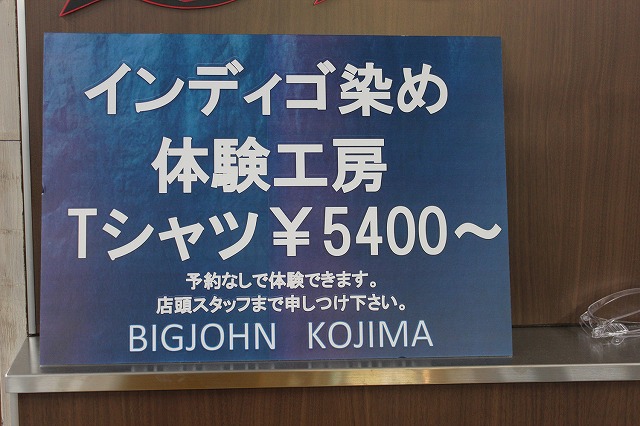 インディゴ染め
体験工房
Tシャツ￥5400～
予約なしで体験できます。
店頭スタッフまで申しつけ下さい。
BIGJOHN KOJIMA